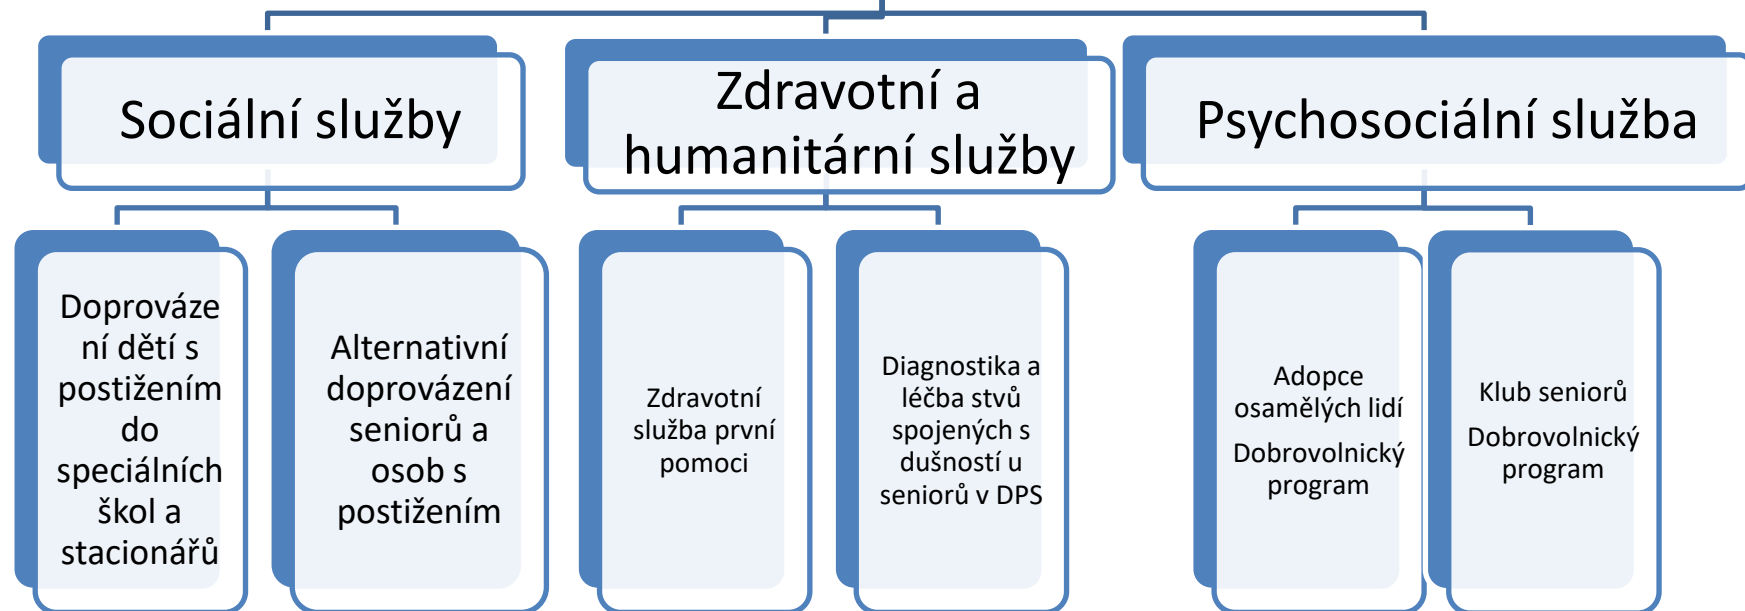 Sociální služby
Zdravotní a
humanitární služby
Psychosociální služba
Doprováze
ní dětí s
postižením
do
speciálních
škol a
stacionářů
Alternativní
doprovázení
seniorů a
osob s
postižením
Zdravotní
služba první
pomoci
Diagnostika a
léčba stvů
spojených s
dušností u
seniorů v DPS
Adopce
osamělých lidí
Dobrovolnický
program
Klub seniorů
Dobrovolnický
program